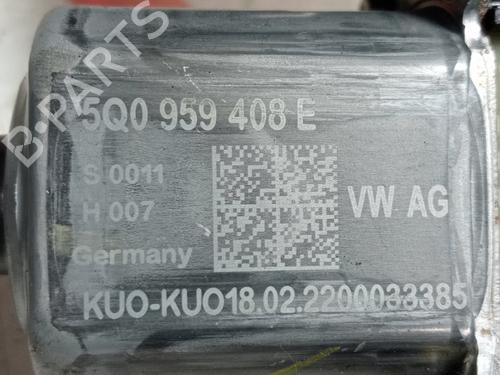 5Q0 959 408 E
S 0011
H 007
VW AG
Germany
KUO-KUO18.02.2200033385
B-PARTS